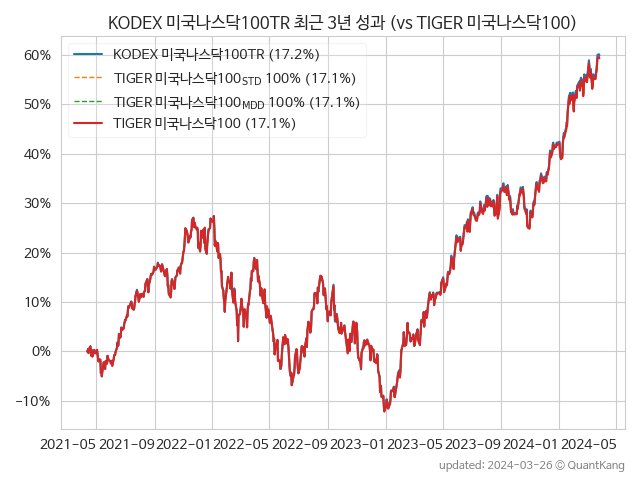 KODEX 미국나스닥100TR 최근 3년 성과 (vs TIGER 미국나스닥100)
KODEX 미국나스닥100TR (17.2%)
TIGER 미국나스닥100STD 100% (17.1%)
TIGER 미국나스닥100MDD 100% (17.1%)
TIGER 미국나스닥100 (17.1%)
60%
50%
40%
30%
20%
10%
0%
−10%
2021−05 2021−09 2022−01 2022−05 2022−09 2023−01 2023−05 2023−09 2024−01 2024−05
updated: 2024-03-26 © QuantKang